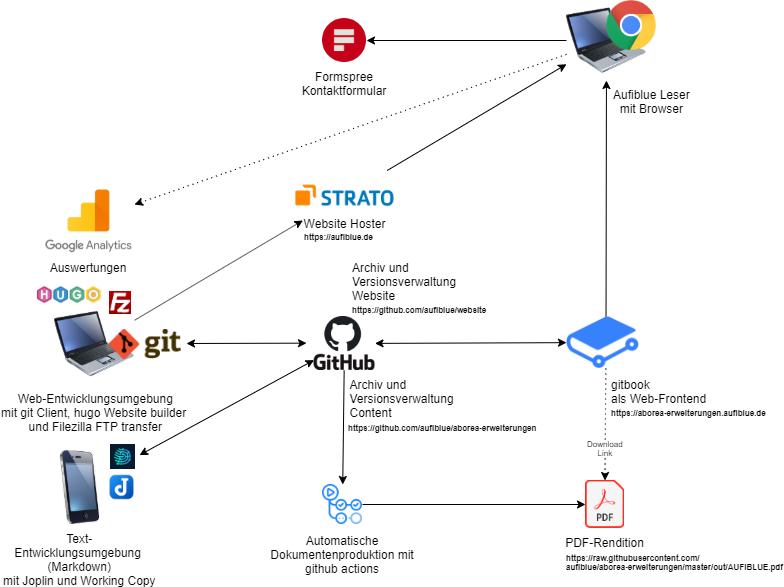 Formspree
Kontaktformular
Aufiblue Leser
mit Browser
STRATO
Website Hoster
https://aufiblue.de
Google Analytics
Auswertungen
HUGO
FZ
git
Web-Entwicklungsumgebung
mit git Client, hugo Website builder
und Filezilla FTP transfer
Archiv und
Versionsverwaltung
Website
https://github.com/aufiblue/website
GitHub
Archiv und
Versionsverwaltung
Content
https://github.com/aufiblue/aborea-erweiterungen
gitbook
als Web-Frontend
https://aborea-erweiterungen.aufiblue.de
Download
Link
J
Text-
Entwicklungsumgebung
(Markdown)
mit Joplin und Working Copy
Automatische
Dokumentenproduktion mit
github actions
PDF
PDF-Rendition
https://raw.githubusercontent.com/
aufiblue/aborea-erweiterungen/master/out/AUFIBLUE.pdf